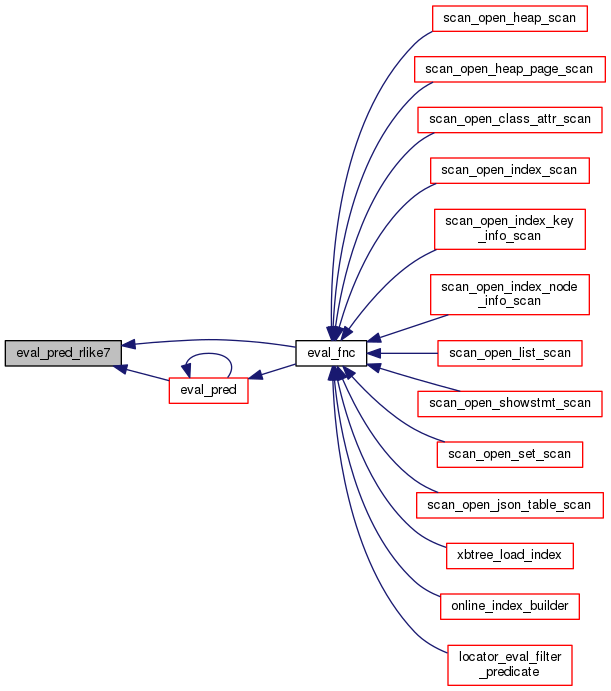 scan_open_heap_scan
scan_open_heap_page_scan
scan_open_class_attr_scan
scan_open_index_scan
scan_open_index_key
_info_scan
scan_open_index_node
_info_scan
eval_pred_rlike7
eval_fnc
scan_open_list_scan
eval_pred
scan_open_showstmt_scan
scan_open_set_scan
scan_open_json_table_scan
xbtree_load_index
online_index_builder
locator_eval_filter
_predicate